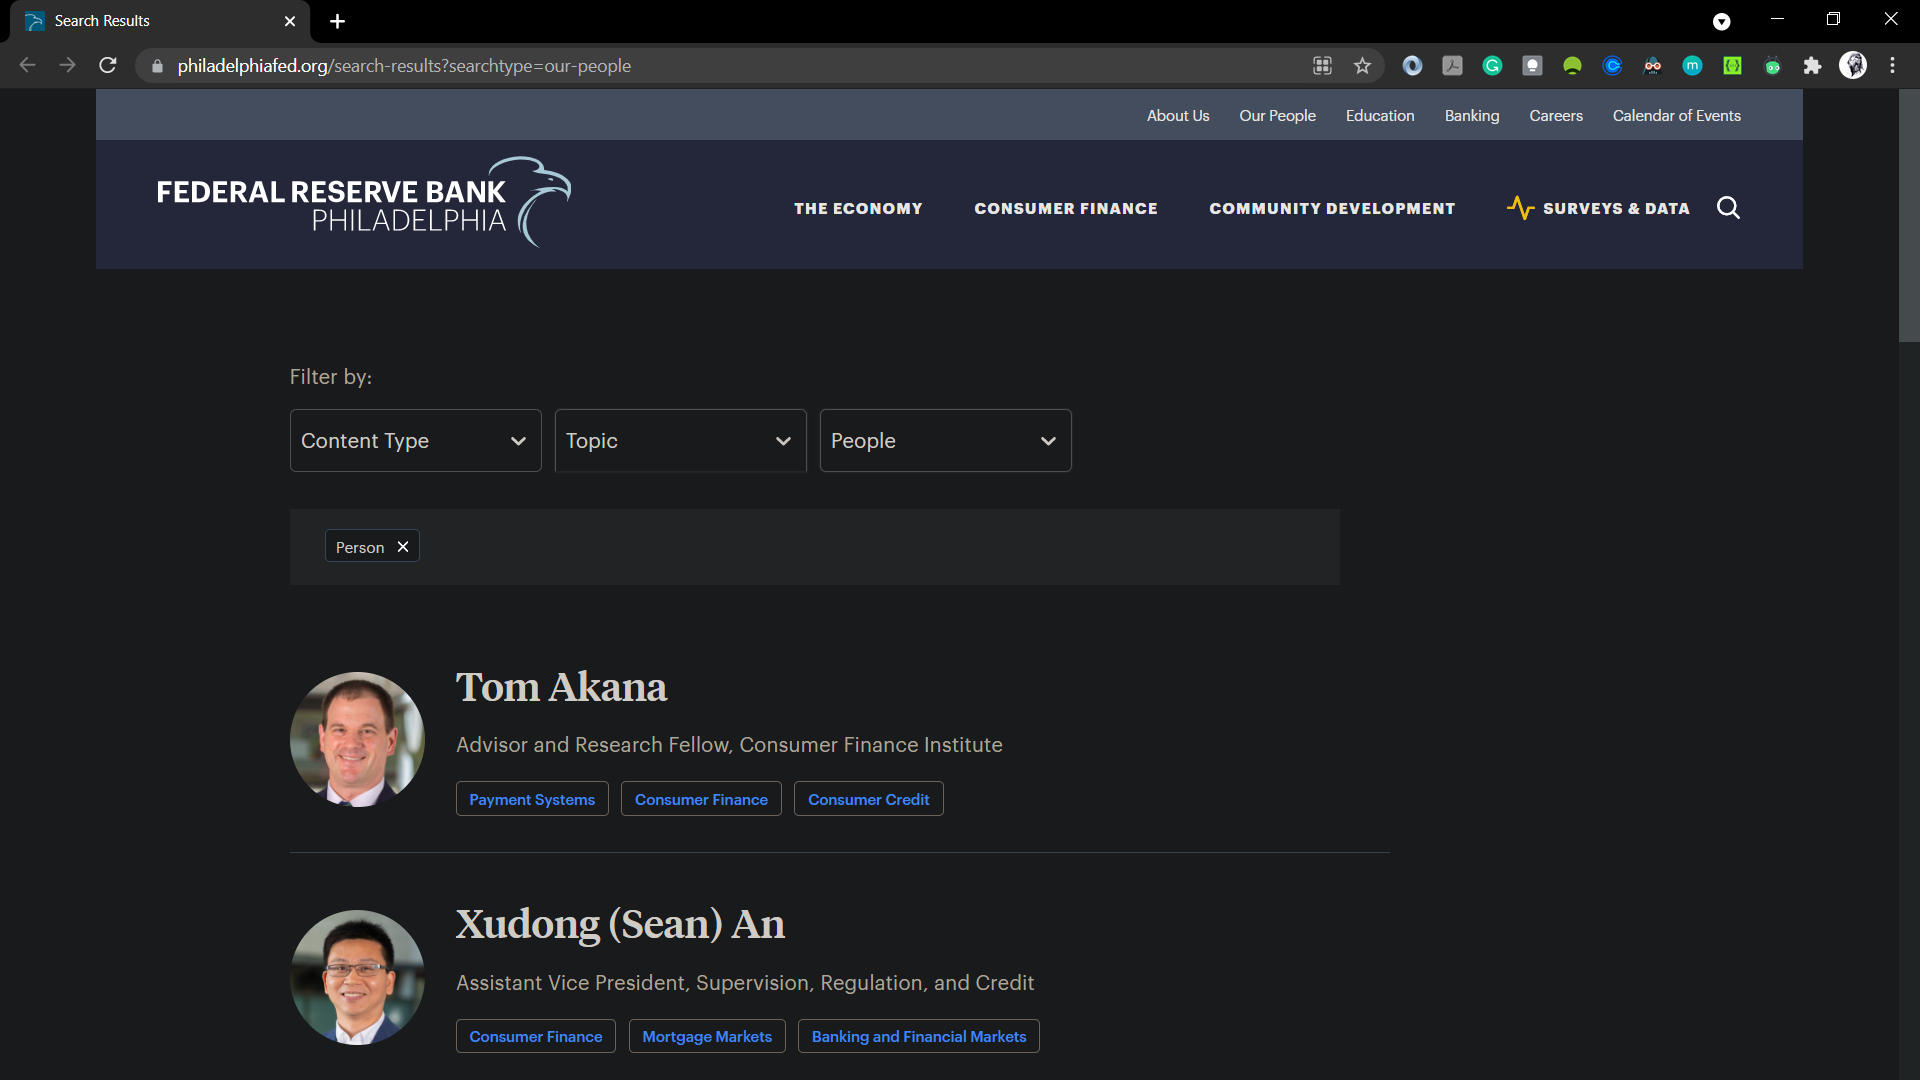 Search Results
philadelphiafed.org/search-results?searchtype=our-people
About Us Our People Education Banking Careers Calendar of Events
FEDERAL RESERVE BANK
PHILADELPHIA
THE ECONOMY CONSUMER FINANCE COMMUNITY DEVELOPMENT SURVEYS & DATA
Filter by:
Content Type Topic People
Person
Tom Akana
Advisor and Research Fellow, Consumer Finance Institute
Payment Systems Consumer Finance Consumer Credit
Xudong (Sean) An
Assistant Vice President, Supervision, Regulation, and Credit
Consumer Finance Mortgage Markets Banking and Financial Markets